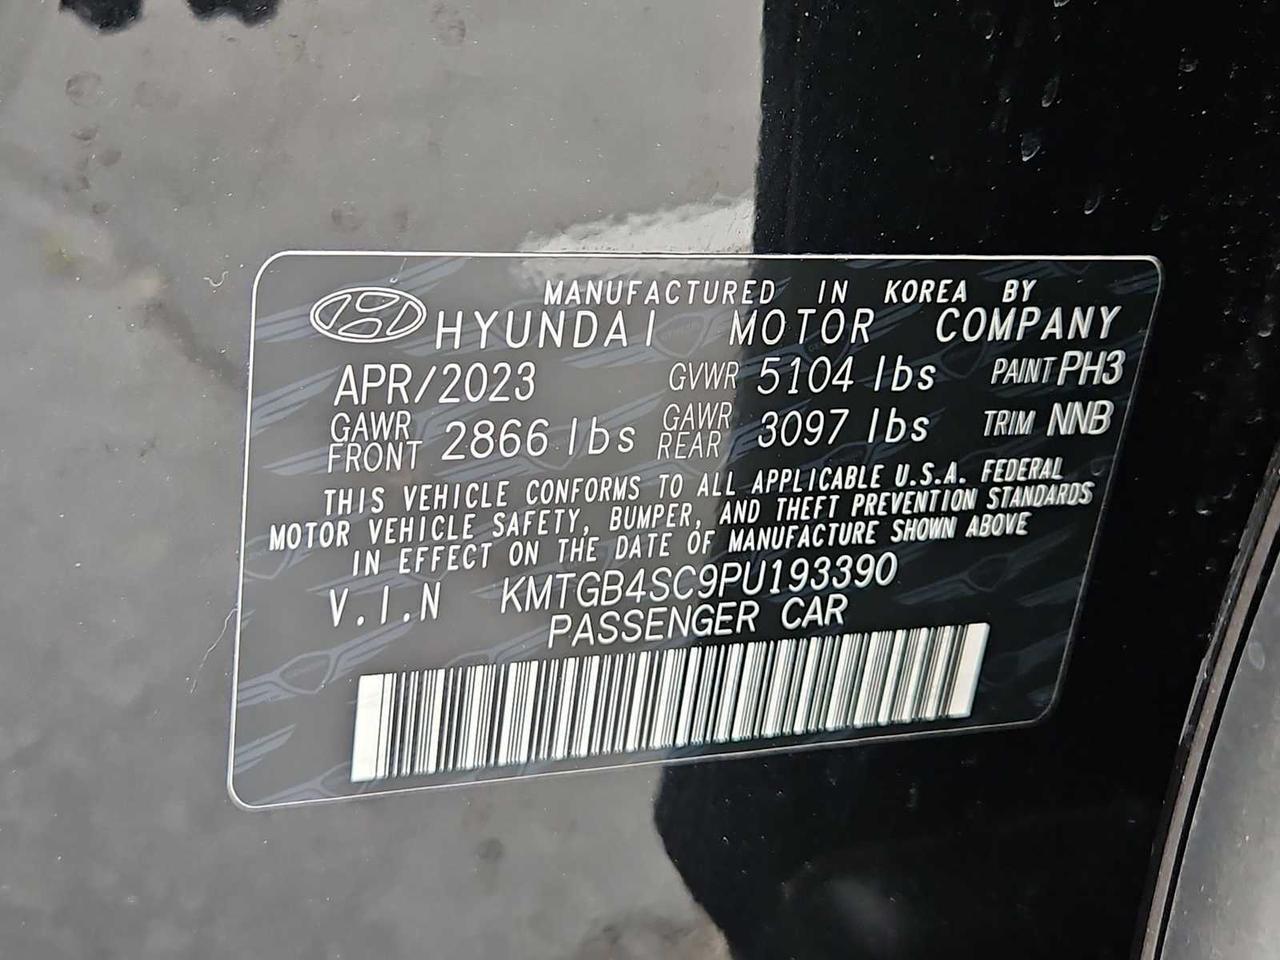 MANUFACTURED IN KOREA BY
HYUNDAI MOTOR COMPANY
APR/2023 GVWR 5104 lbs PAINT PH3
GAWR FRONT 2866 lbs GAWR REAR 3097 lbs TRIM NNB
THIS VEHICLE CONFORMS TO ALL APPLICABLE U.S.A. FEDERAL
MOTOR VEHICLE SAFETY, BUMPER, AND THEFT PREVENTION STANDARDS
IN EFFECT ON THE DATE OF MANUFACTURE SHOWN ABOVE
V.I.N KMTGB4SC9PU193390
PASSENGER CAR